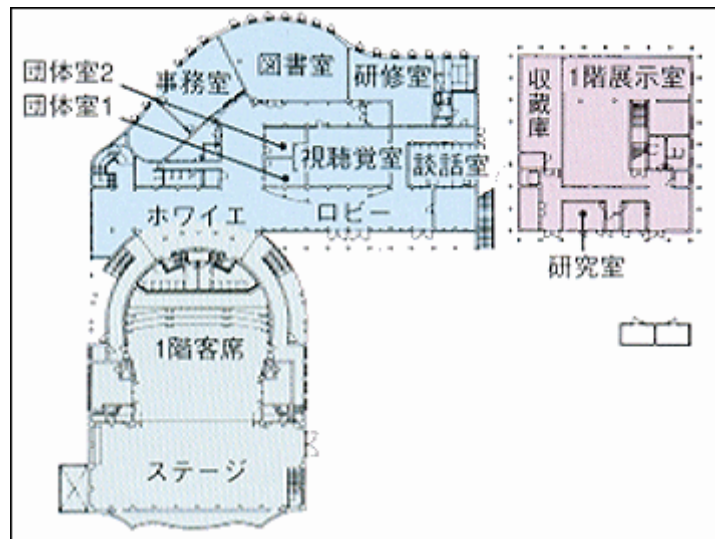 団体室2
団体室1
事務室
図書室
研修室
視聴覚室
談話室
ホワイエ
ロビー
1階客席
ステージ
収蔵庫
1階展示室
研究室